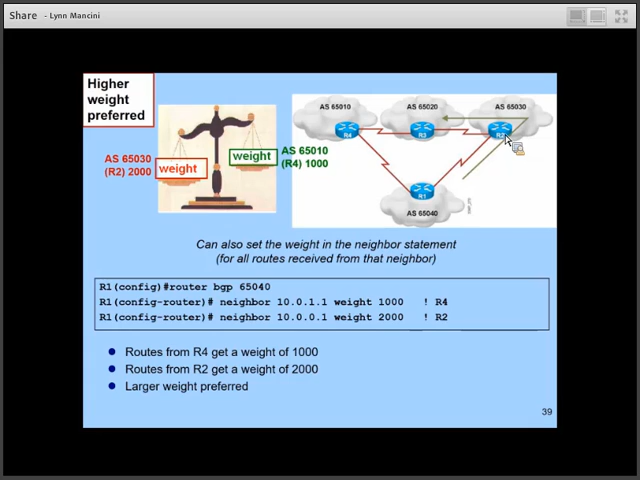 Share - Lynn Mancini
Higher
weight
preferred
AS 65030
(R2) 2000
weight
weight
AS 65010
(R4) 1000
AS 65010
AS 65020
AS 65030
R4
R3
R2
R1
AS 65040
Can also set the weight in the neighbor statement
(for all routes received from that neighbor)
R1(config)#router bgp 65040
R1(config-router)# neighbor 10.0.1.1 weight 1000 ! R4
R1(config-router)# neighbor 10.0.0.1 weight 2000 ! R2
● Routes from R4 get a weight of 1000
● Routes from R2 get a weight of 2000
● Larger weight preferred
39